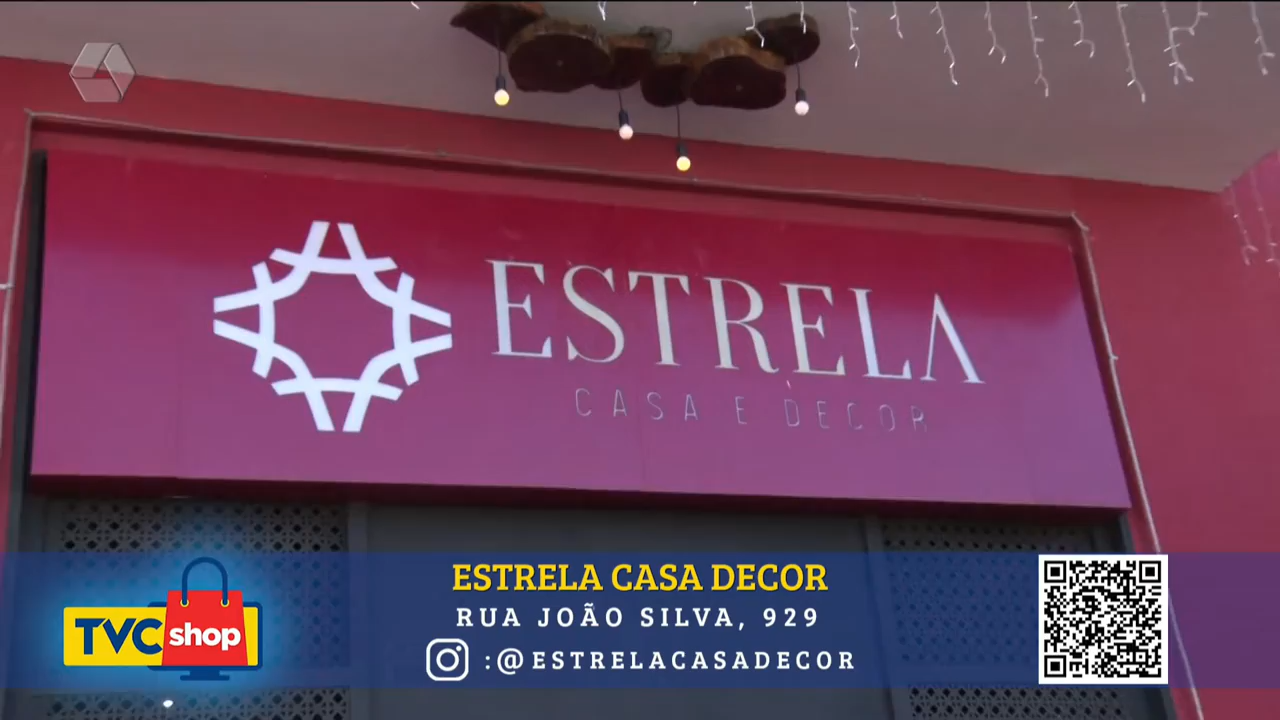 ESTRELA
CASA E DECOR
TVC shop
ESTRELA CASA DECOR
RUA JOÃO SILVA, 929
:@ESTRELACASADECOR